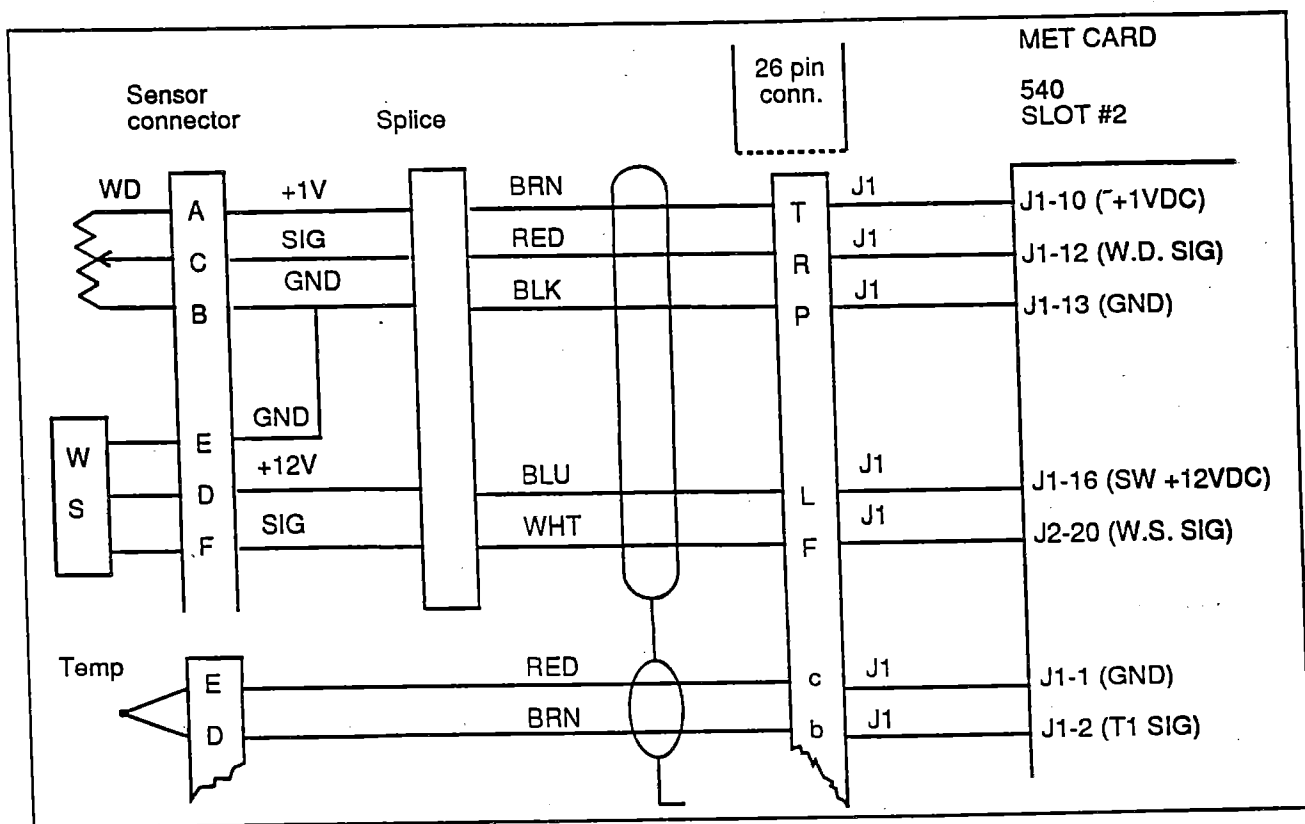 MET CARD
540
SLOT #2
26 pin
conn.
Sensor
connector
Splice
WD
A
+1V
BRN
T
J1
J1-10 (~+1VDC)
C
SIG
RED
R
J1
J1-12 (W.D. SIG)
B
GND
BLK
P
J1
J1-13 (GND)
W
S
E
GND
D
+12V
BLU
L
J1
J1-16 (SW +12VDC)
F
SIG
WHT
F
J1
J2-20 (W.S. SIG)
Temp
E
RED
c
J1
J1-1 (GND)
D
BRN
b
J1
J1-2 (T1 SIG)